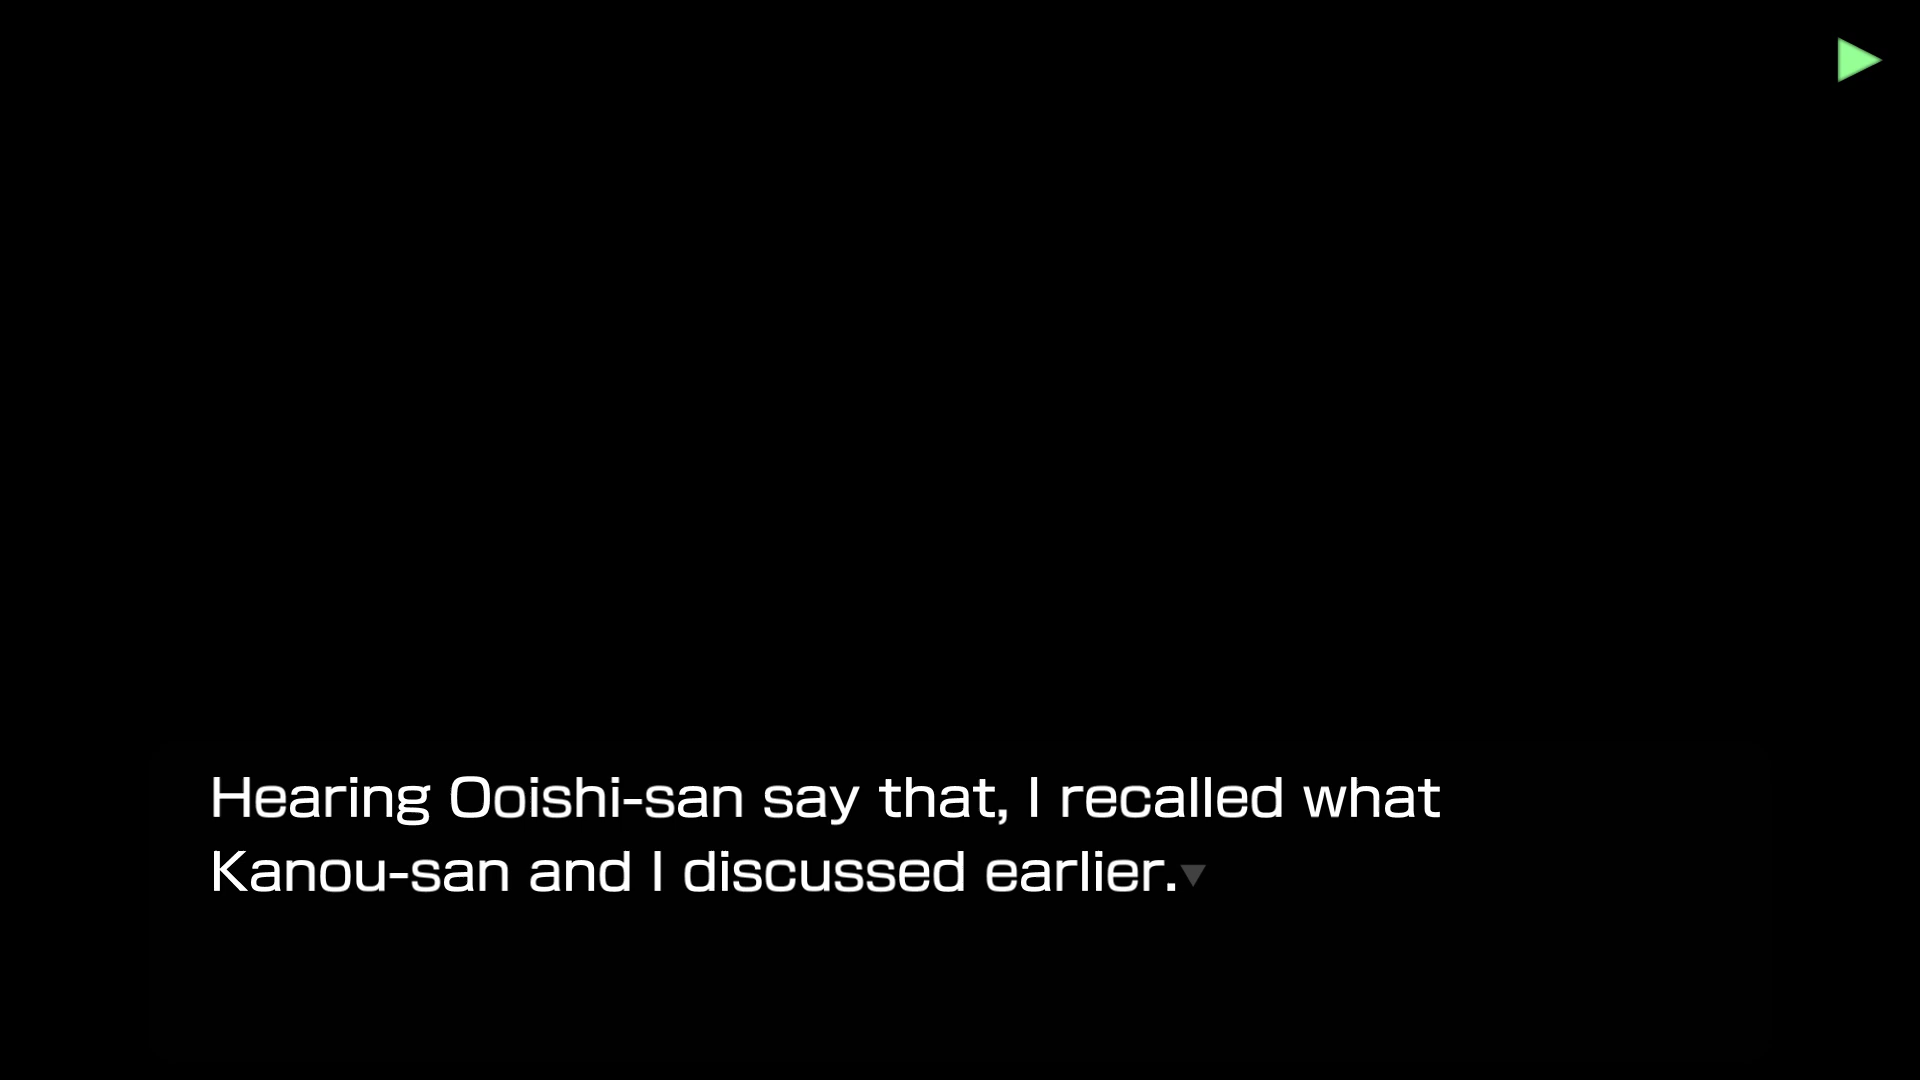 Hearing Ooishi-san say that, I recalled what
Kanou-san and I discussed earlier.